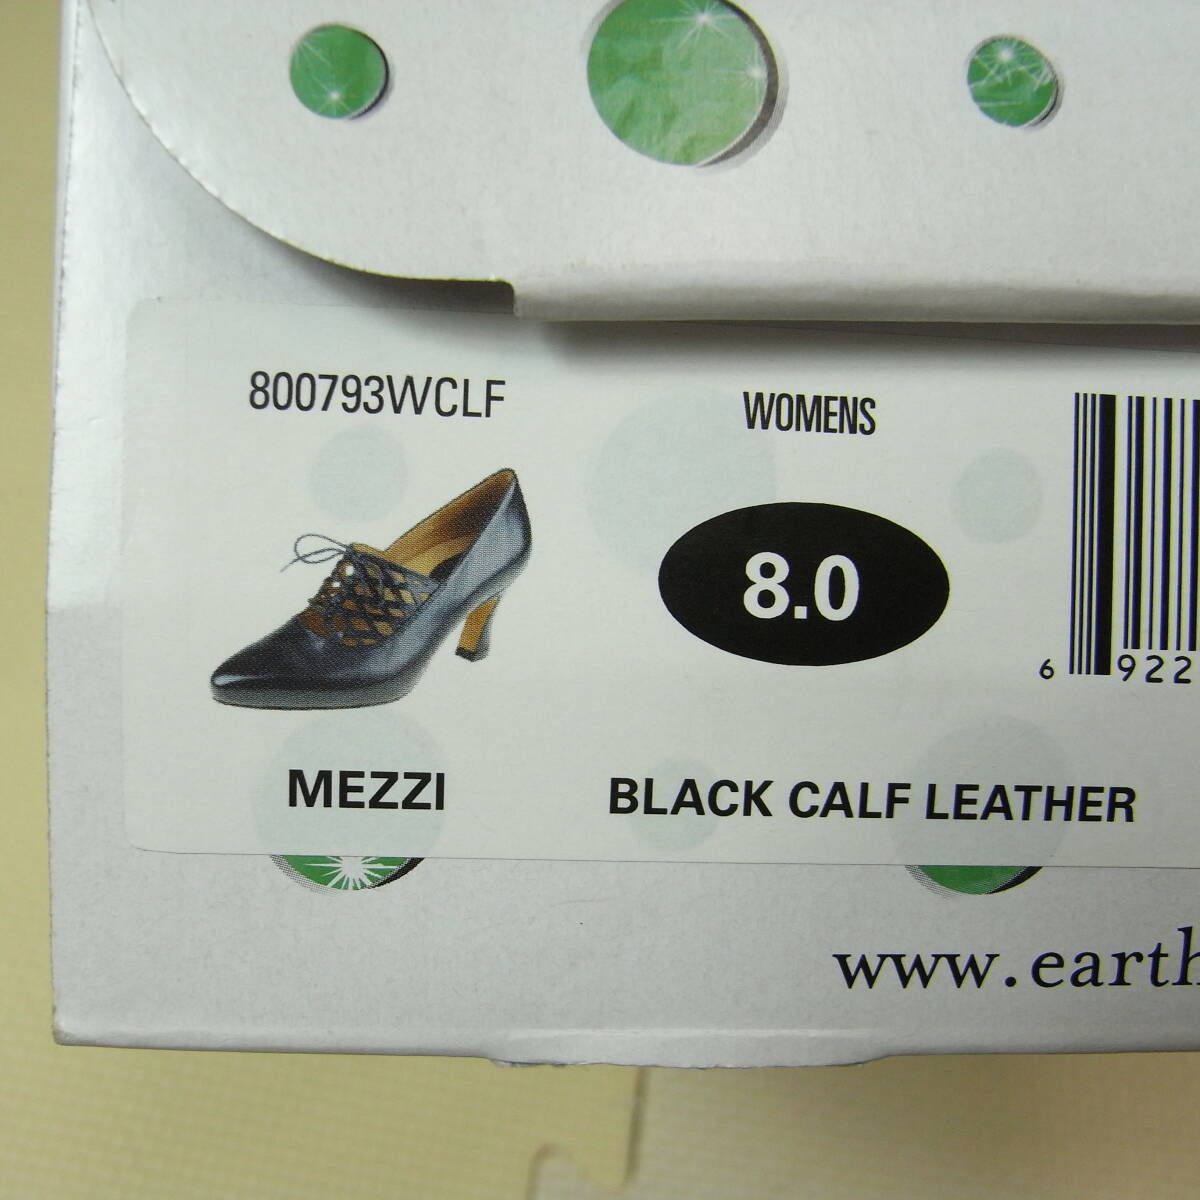 800793WCLF
WOMENS
8.0
6 922
MEZZI
BLACK CALF LEATHER
www.earth